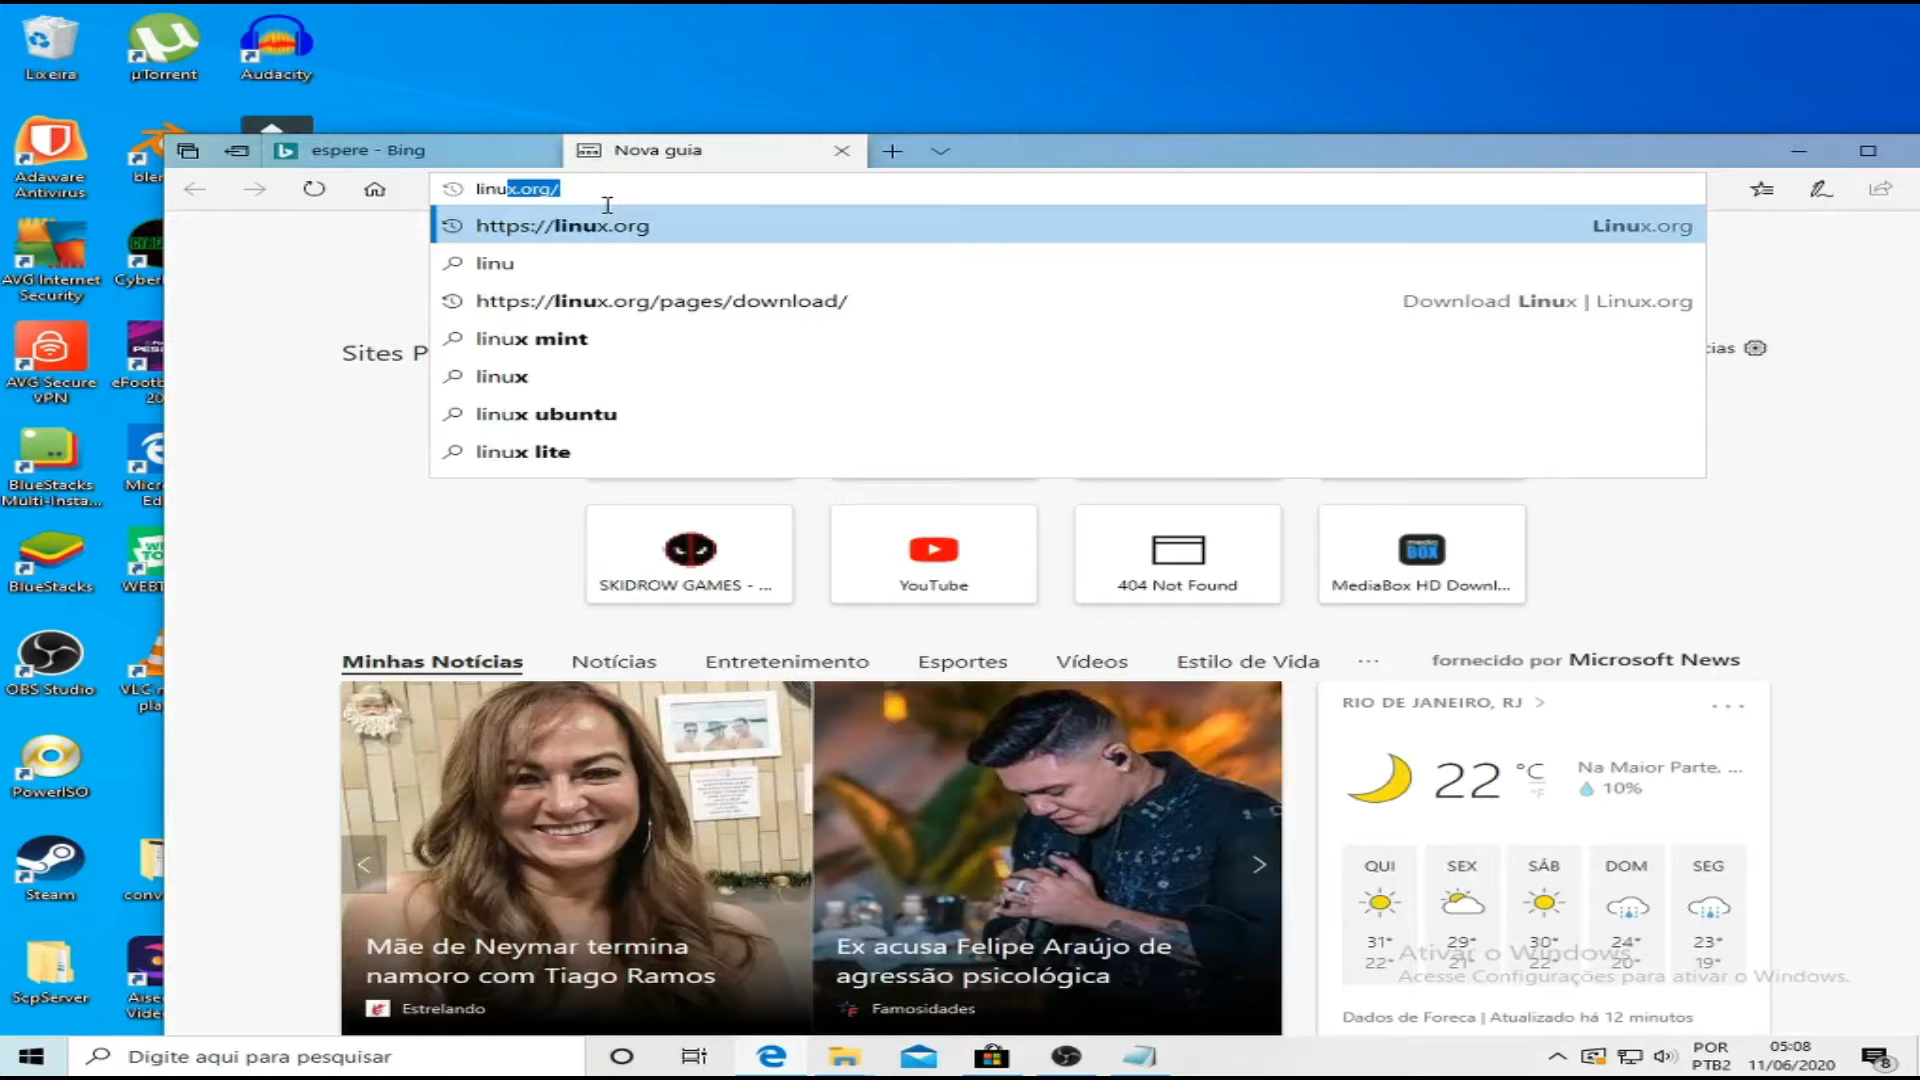 Lixeira
µTorrent
Audacity
Adaware
Antivirus
AVG Internet
Security
AVG Secure
VPN
BlueStacks
Multi-Insta...
BlueStacks
OBS Studio
PowerISO
Steam
ScpServer
espere - Bing
Nova guia
linux.org/
https://linux.org
Linux.org
linu
https://linux.org/pages/download/
Download Linux | Linux.org
linux mint
linux
linux ubuntu
linux lite
Sites P
cias
SKIDROW GAMES - ...
YouTube
404 Not Found
media
BOX
MediaBox HD Downl...
Minhas Notícias
Notícias
Entretenimento
Esportes
Vídeos
Estilo de Vida
...
fornecido por Microsoft News
Mãe de Neymar termina
namoro com Tiago Ramos
Estrelando
Ex acusa Felipe Araújo de
agressão psicológica
Famosidades
RIO DE JANEIRO, RJ >
...
22 °C
°F
Na Maior Parte. ...
10%
QUI SEX SÁB DOM SEG
31° 29° 30° 24° 23°
22° 21° 22° 20° 19°
Ativar o Windows
Acesse Configurações para ativar o Windows.
Dados de Foreca | Atualizado há 12 minutos
Digite aqui para pesquisar
POR
PTB2
05:08
11/06/2020
8